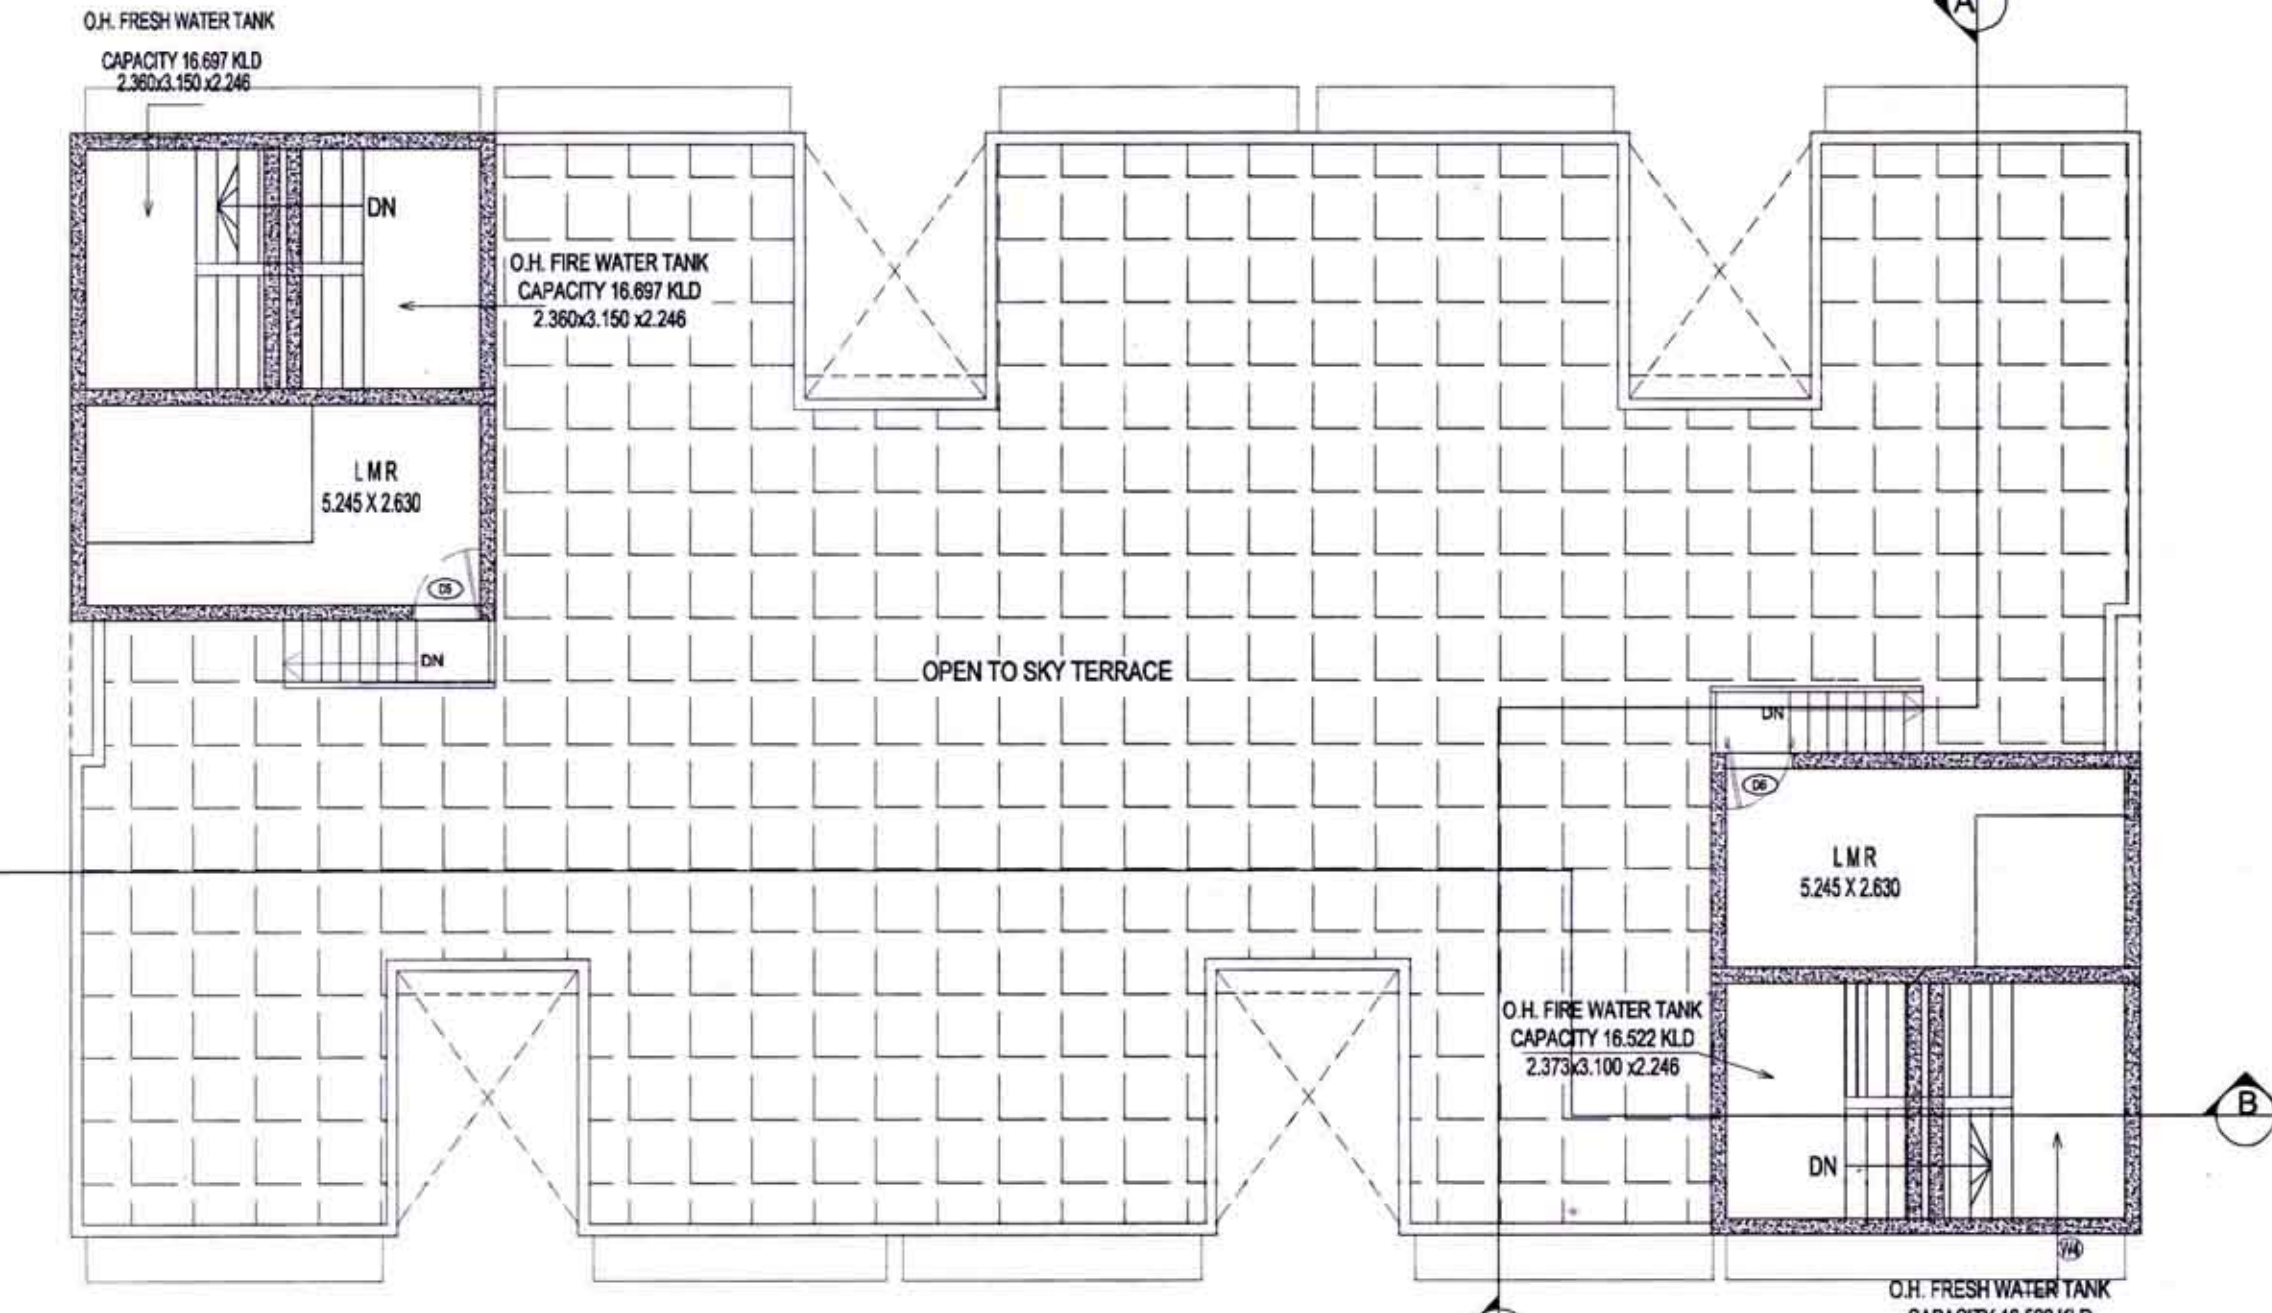 O.H. FRESH WATER TANK
CAPACITY 16.697 KLD
2.360x3.150 x2.246
A
DN
O.H. FIRE WATER TANK
CAPACITY 16.697 KLD
2.360x3.150 x2.246
L M R
5.245 X 2.630
D5
DN
OPEN TO SKY TERRACE
DN
D6
L M R
5.245 X 2.630
O.H. FIRE WATER TANK
CAPACITY 16.522 KLD
2.373x3.100 x2.246
B
DN
O.H. FRESH WATER TANK